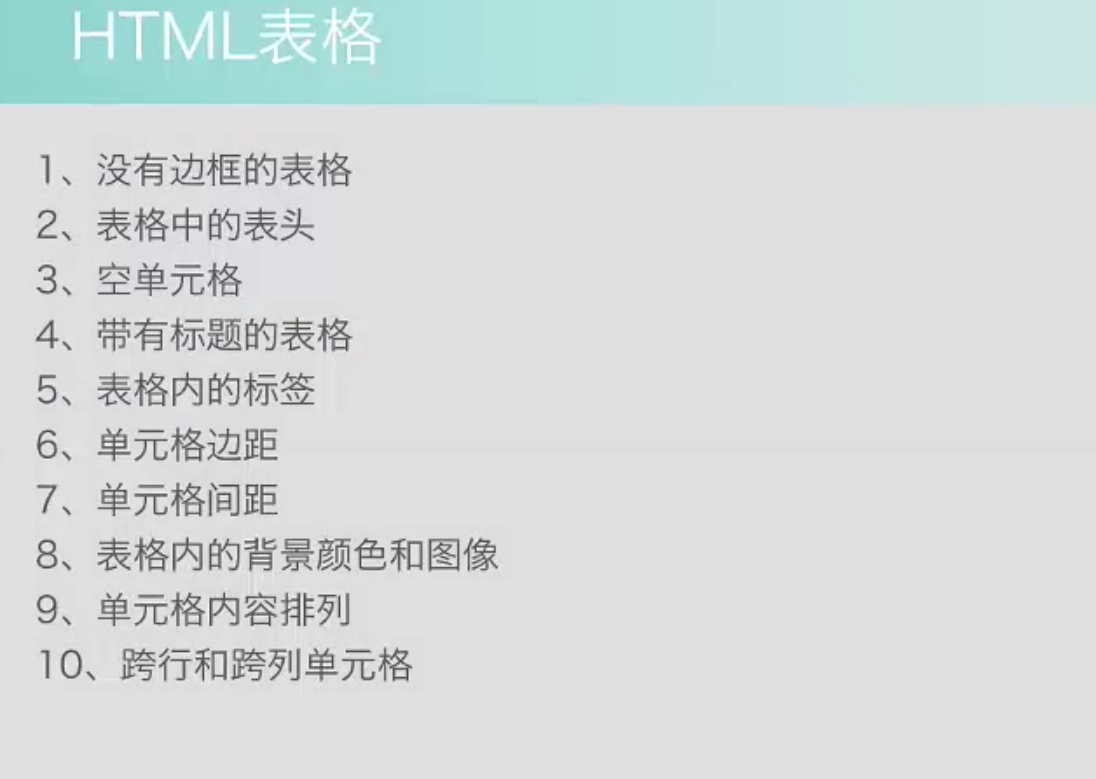 HTML表格
1、没有边框的表格
2、表格中的表头
3、空单元格
4、带有标题的表格
5、表格内的标签
6、单元格边距
7、单元格间距
8、表格内的背景颜色和图像
9、单元格内容排列
10、跨行和跨列单元格